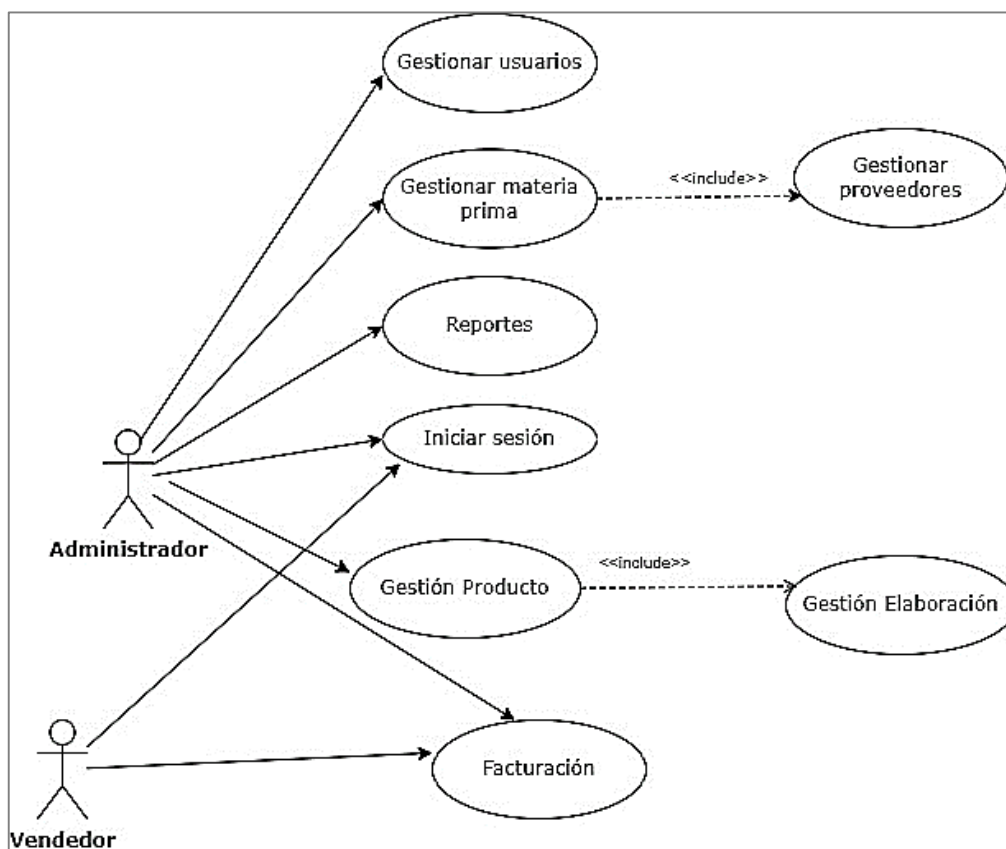 Gestionar usuarios
Gestionar materia
prima
<<include>>
Gestionar
proveedores
Reportes
Iniciar sesión
Administrador
Gestión Producto
<<include>>
Gestión Elaboración
Facturación
Vendedor